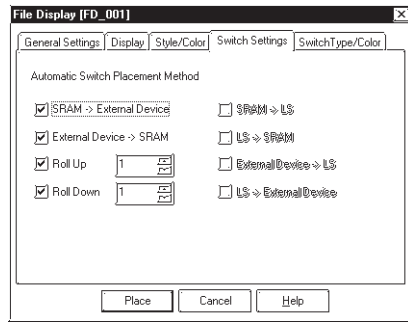 File Display [FD_001]
General Settings Display Style/Color Switch Settings SwitchType/Color
Automatic Switch Placement Method
SRAM -> External Device SRAM -> LS
External Device -> SRAM LS -> SRAM
Roll Up 1 External Device -> LS
Roll Down 1 LS -> External Device
Place Cancel Help